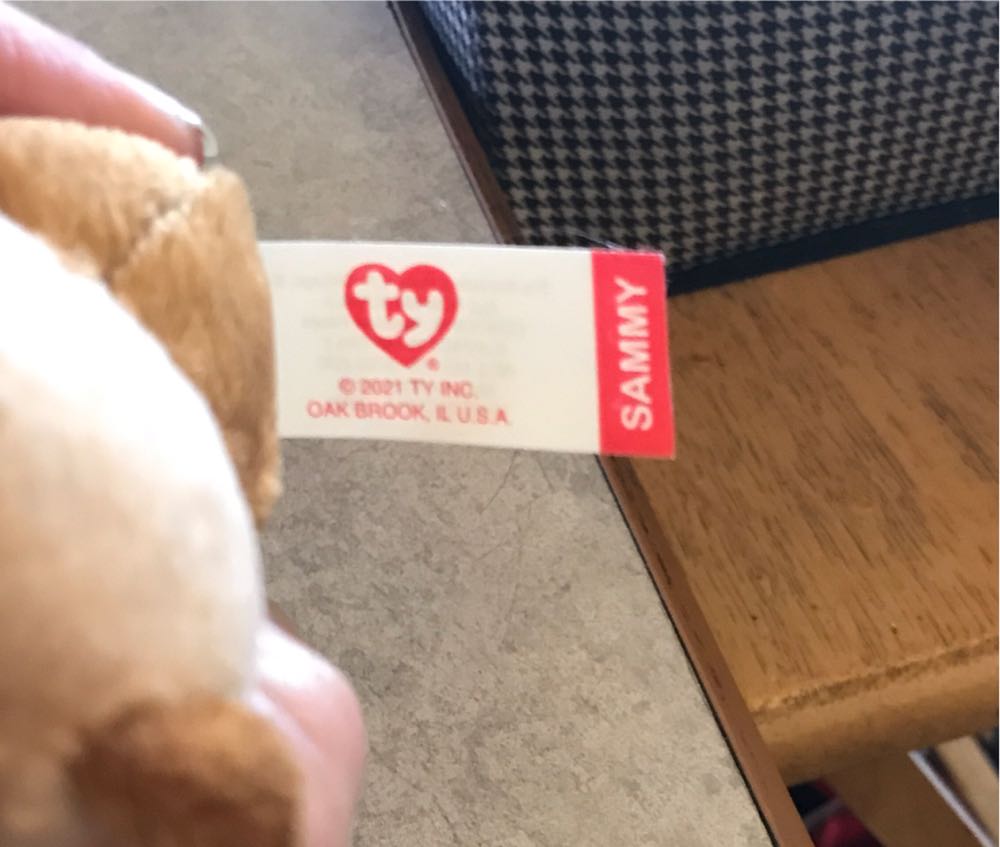 ty
®
© 2021 TY INC.
OAK BROOK, IL U.S.A.
SAMMY